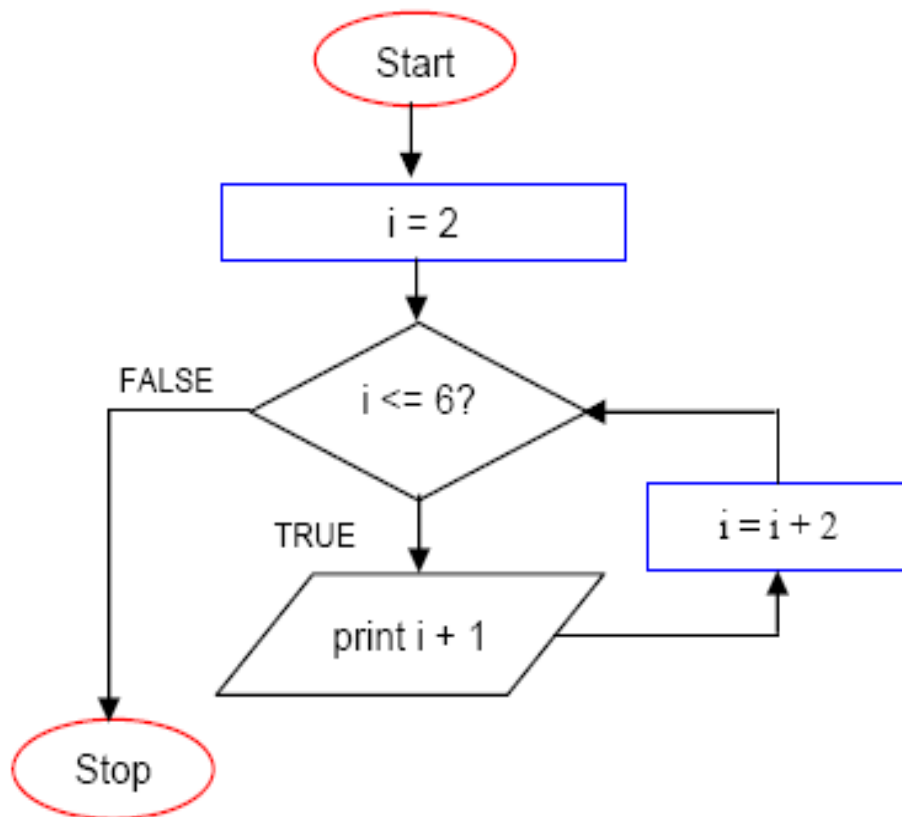 Start
i = 2
i <= 6?
FALSE
TRUE
print i + 1
i = i + 2
Stop